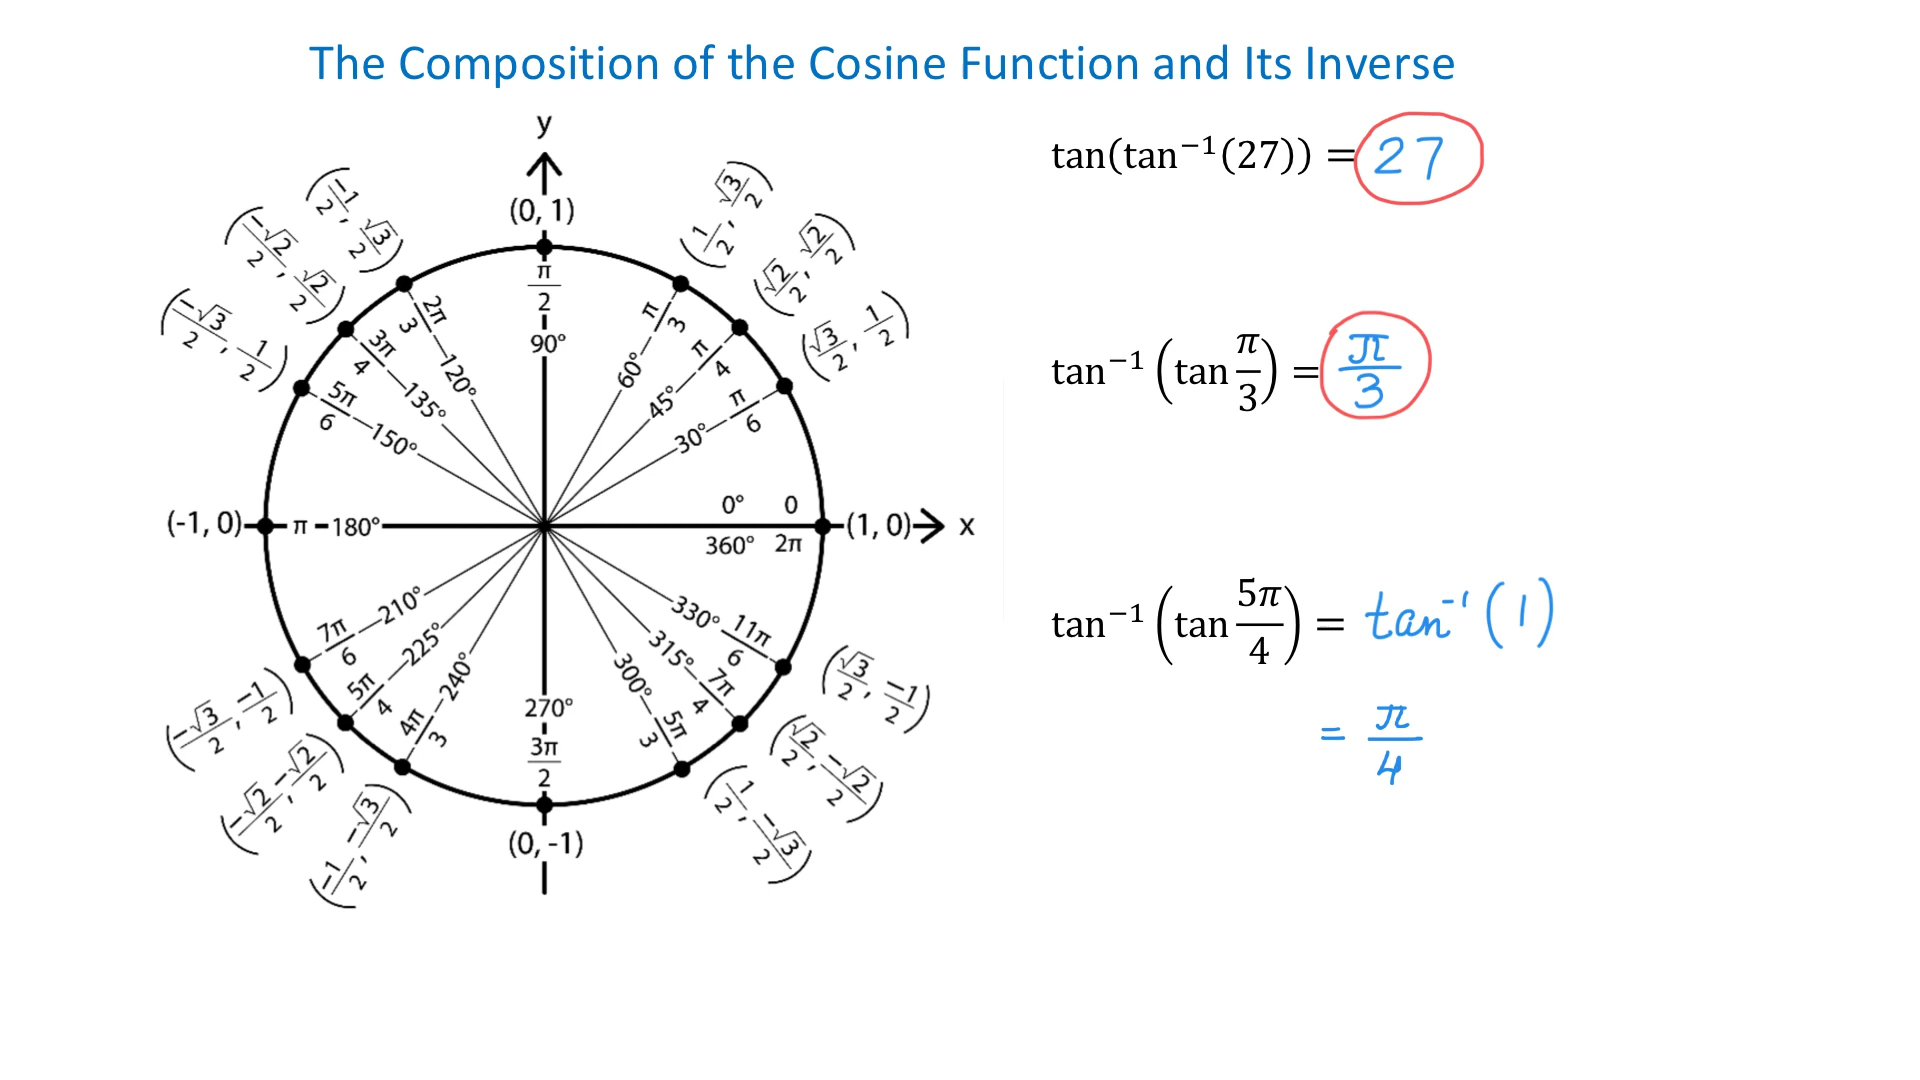 The Composition of the Cosine Function and Its Inverse
y
(0, 1)
π/2
90°
(1/2, √3/2)
π/3
60°
(√2/2, √2/2)
π/4
45°
(√3/2, 1/2)
π/6
30°
0° 0
(1, 0) x
360° 2π
(-1/2, √3/2)
2π/3
120°
(-√2/2, √2/2)
3π/4
135°
(-√3/2, 1/2)
5π/6
150°
(-1, 0) π 180°
7π/6
210°
(-√3/2, -1/2)
5π/4
225°
(-√2/2, -√2/2)
4π/3
240°
(-1/2, -√3/2)
270°
3π/2
(0, -1)
300°
5π/3
(1/2, -√3/2)
315°
7π/4
(√2/2, -√2/2)
330°
11π/6
(√3/2, -1/2)
tan(tan⁻¹(27)) = 27
tan⁻¹(tan π/3) = π/3
tan⁻¹(tan 5π/4) = tan⁻¹(1)
= π/4